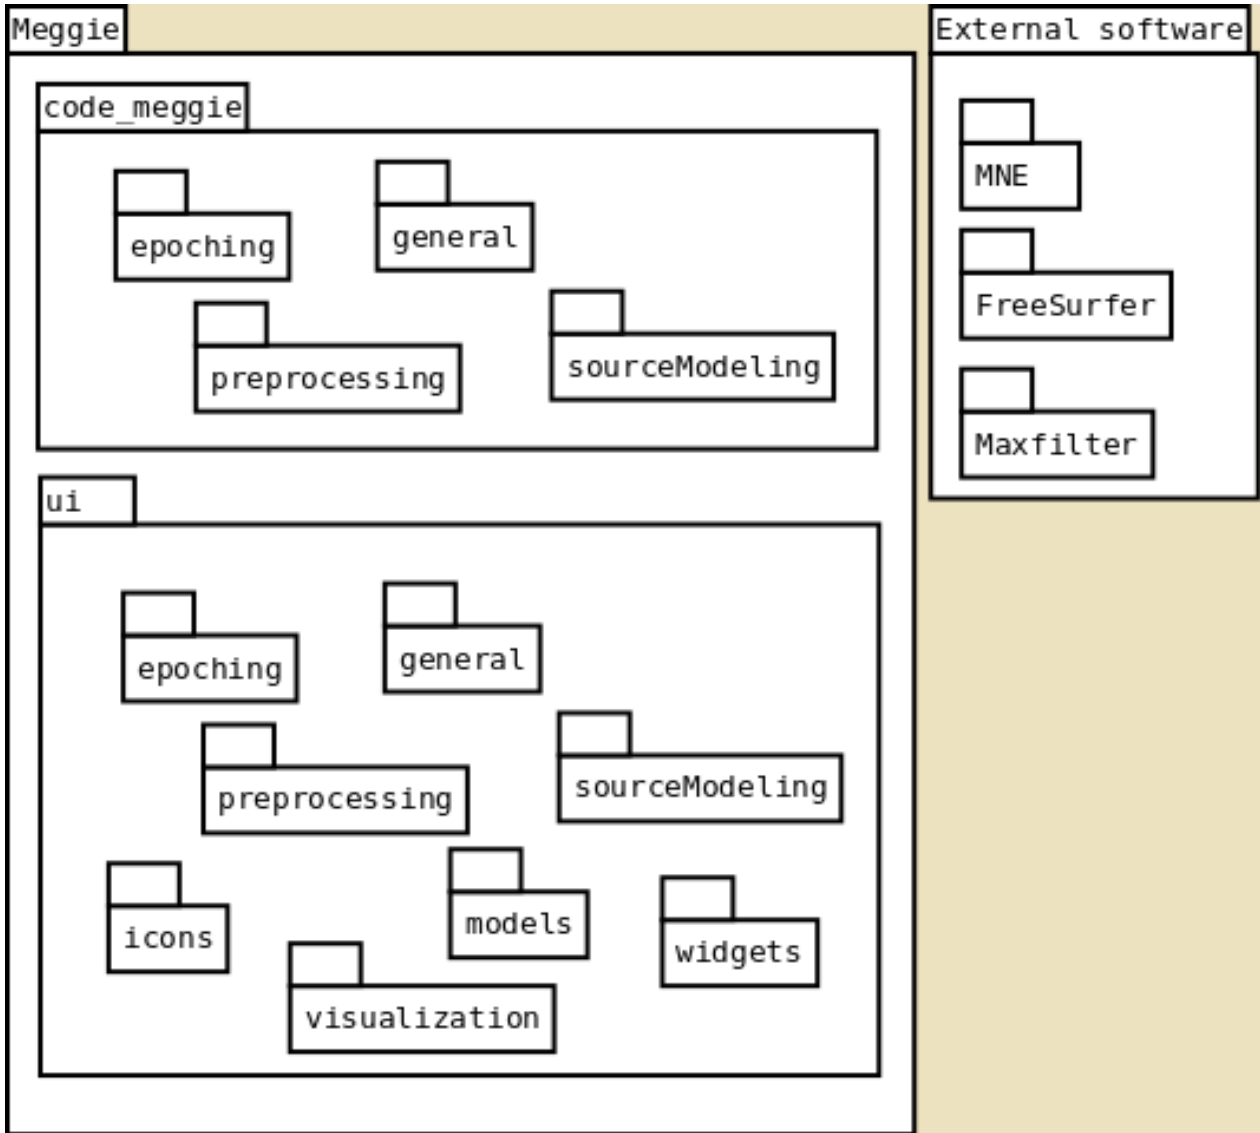 Meggie
code_meggie
epoching
general
preprocessing
sourceModeling
ui
epoching
general
preprocessing
sourceModeling
icons
models
widgets
visualization
External software
MNE
FreeSurfer
Maxfilter